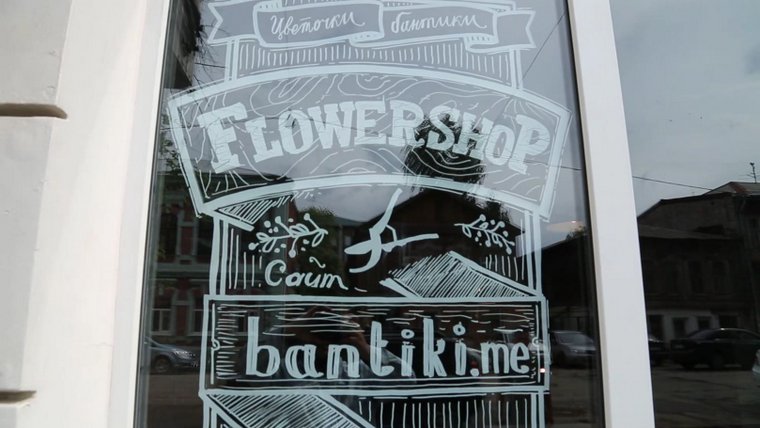 Цветочки бантики
FLOWERSHOP
Сайт
bantiki.me